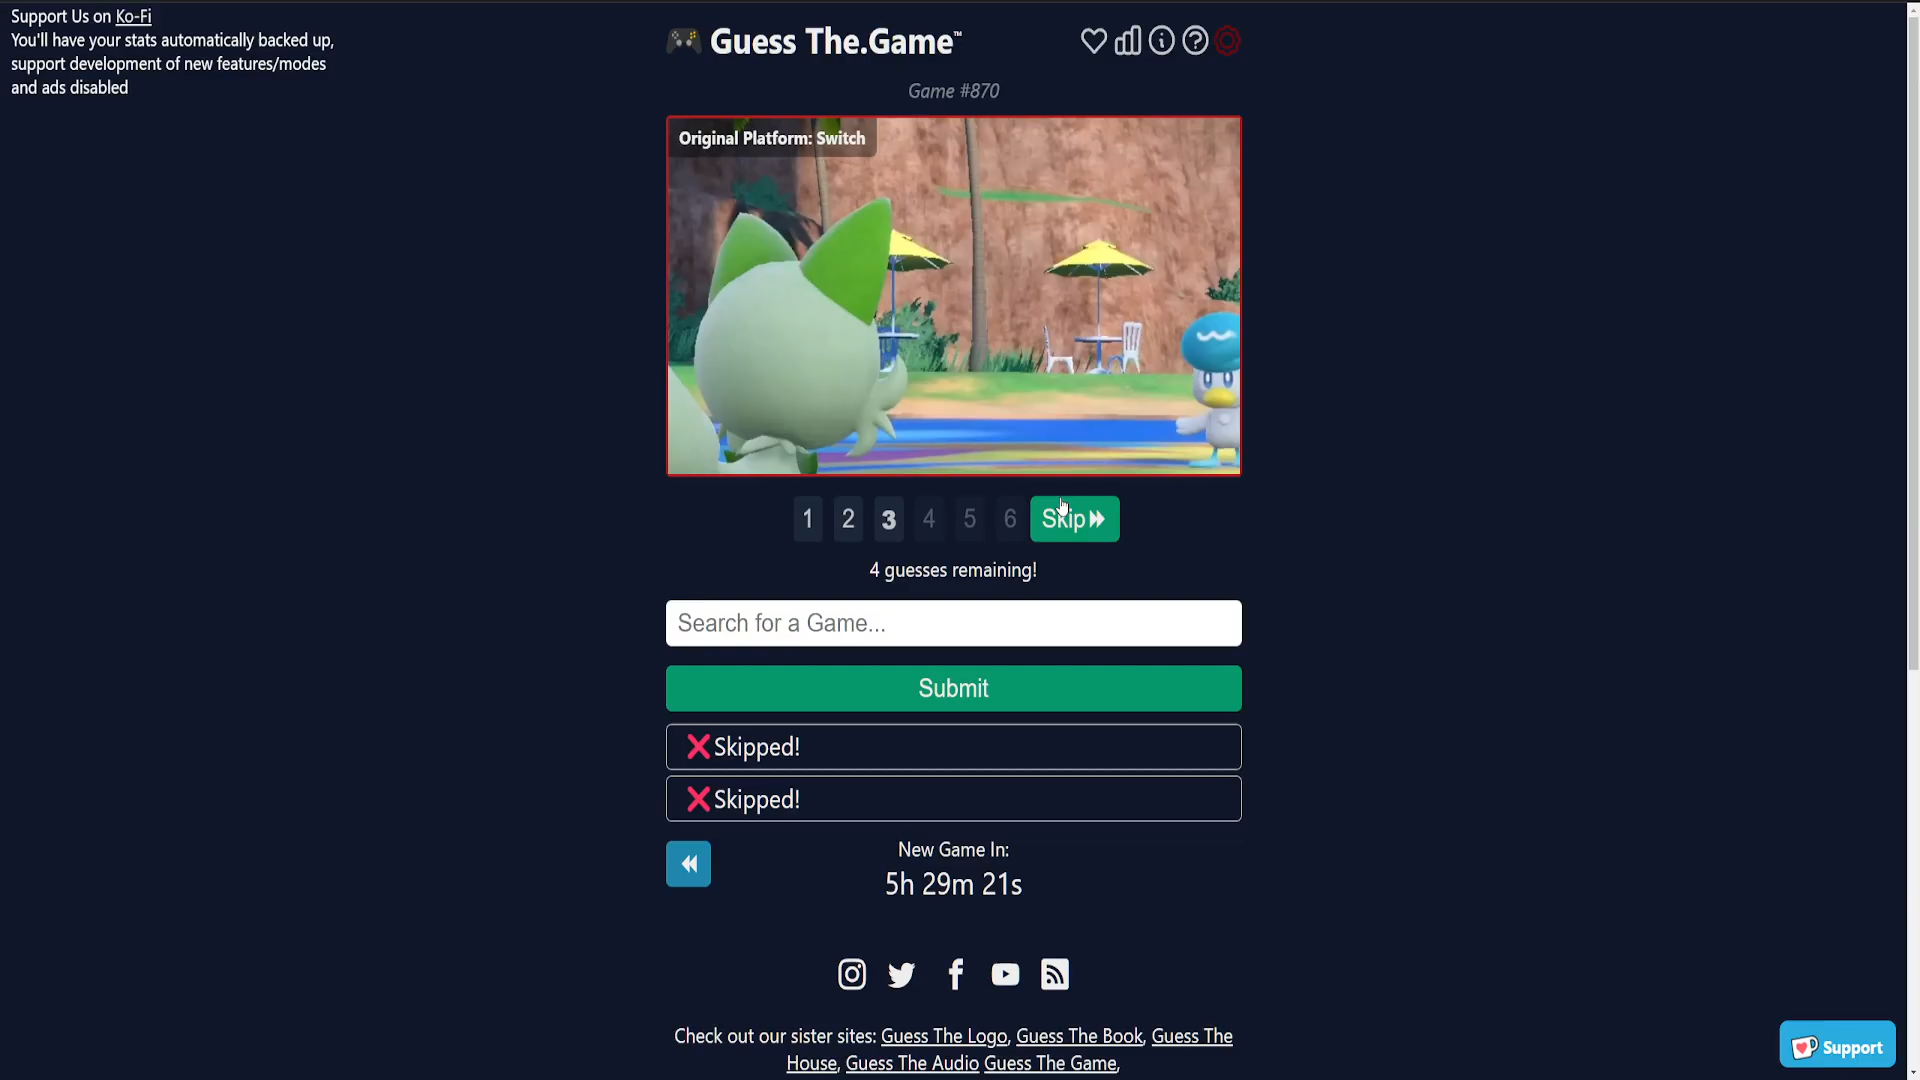 Support Us on Ko-Fi
You'll have your stats automatically backed up,
support development of new features/modes
and ads disabled
Guess The.Game™
Game #870
Original Platform: Switch
1 2 3 4 5 6 Skip
4 guesses remaining!
Search for a Game...
Submit
❌Skipped!
❌Skipped!
New Game In:
5h 29m 21s
Check out our sister sites: Guess The Logo, Guess The Book, Guess The
House, Guess The Audio Guess The Game,
Support